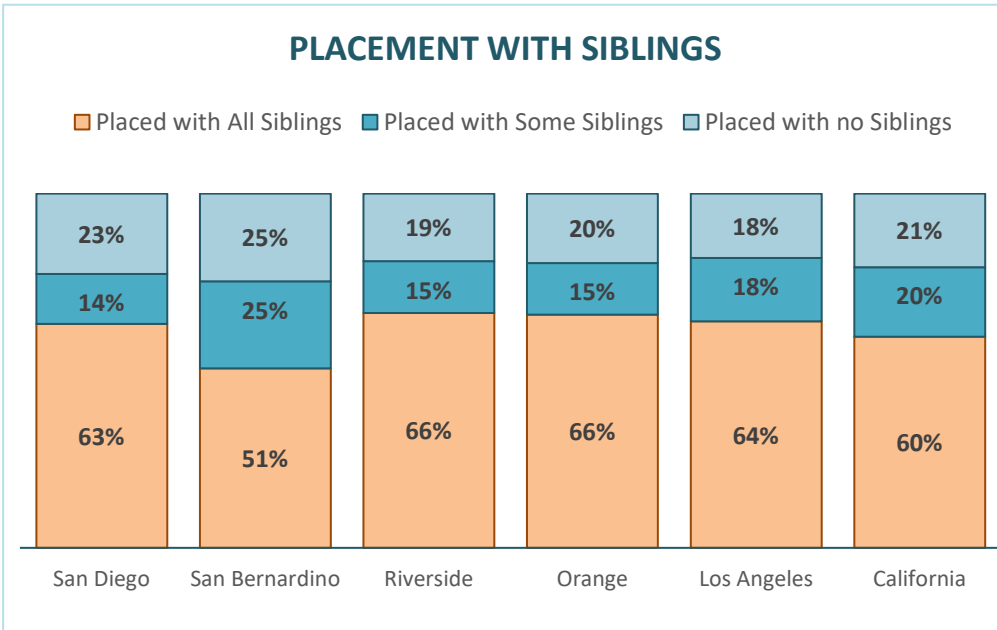 PLACEMENT WITH SIBLINGS
Placed with All Siblings Placed with Some Siblings Placed with no Siblings
23% 25% 19% 20% 18% 21%
14% 25% 15% 15% 18% 20%
63% 51% 66% 66% 64% 60%
San Diego San Bernardino Riverside Orange Los Angeles California